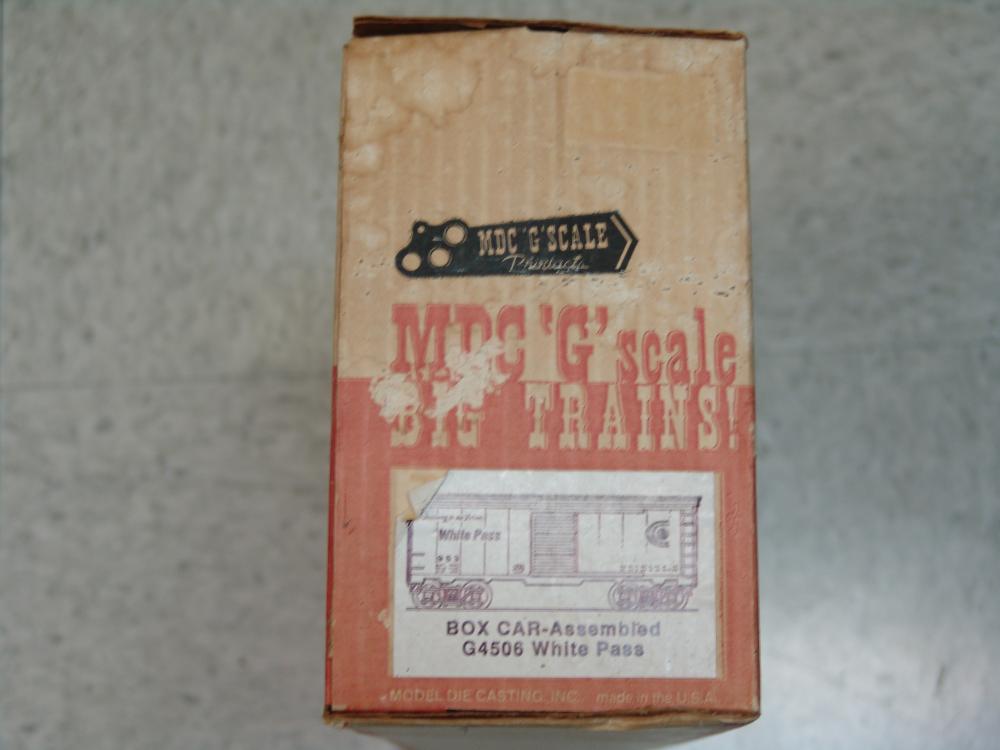 MDC 'G' SCALE
Products
MDC 'G' scale
BIG TRAINS!
White Pass
BOX CAR-Assembled
G4506 White Pass
MODEL DIE CASTING, INC. made in the U.S.A.